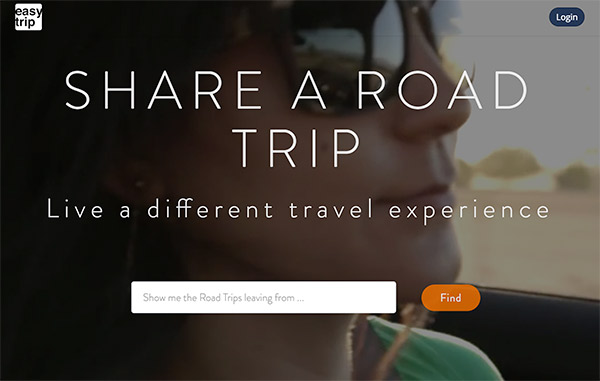 easy
trip
Login
SHARE A ROAD
TRIP
Live a different travel experience
Show me the Road Trips leaving from ...
Find